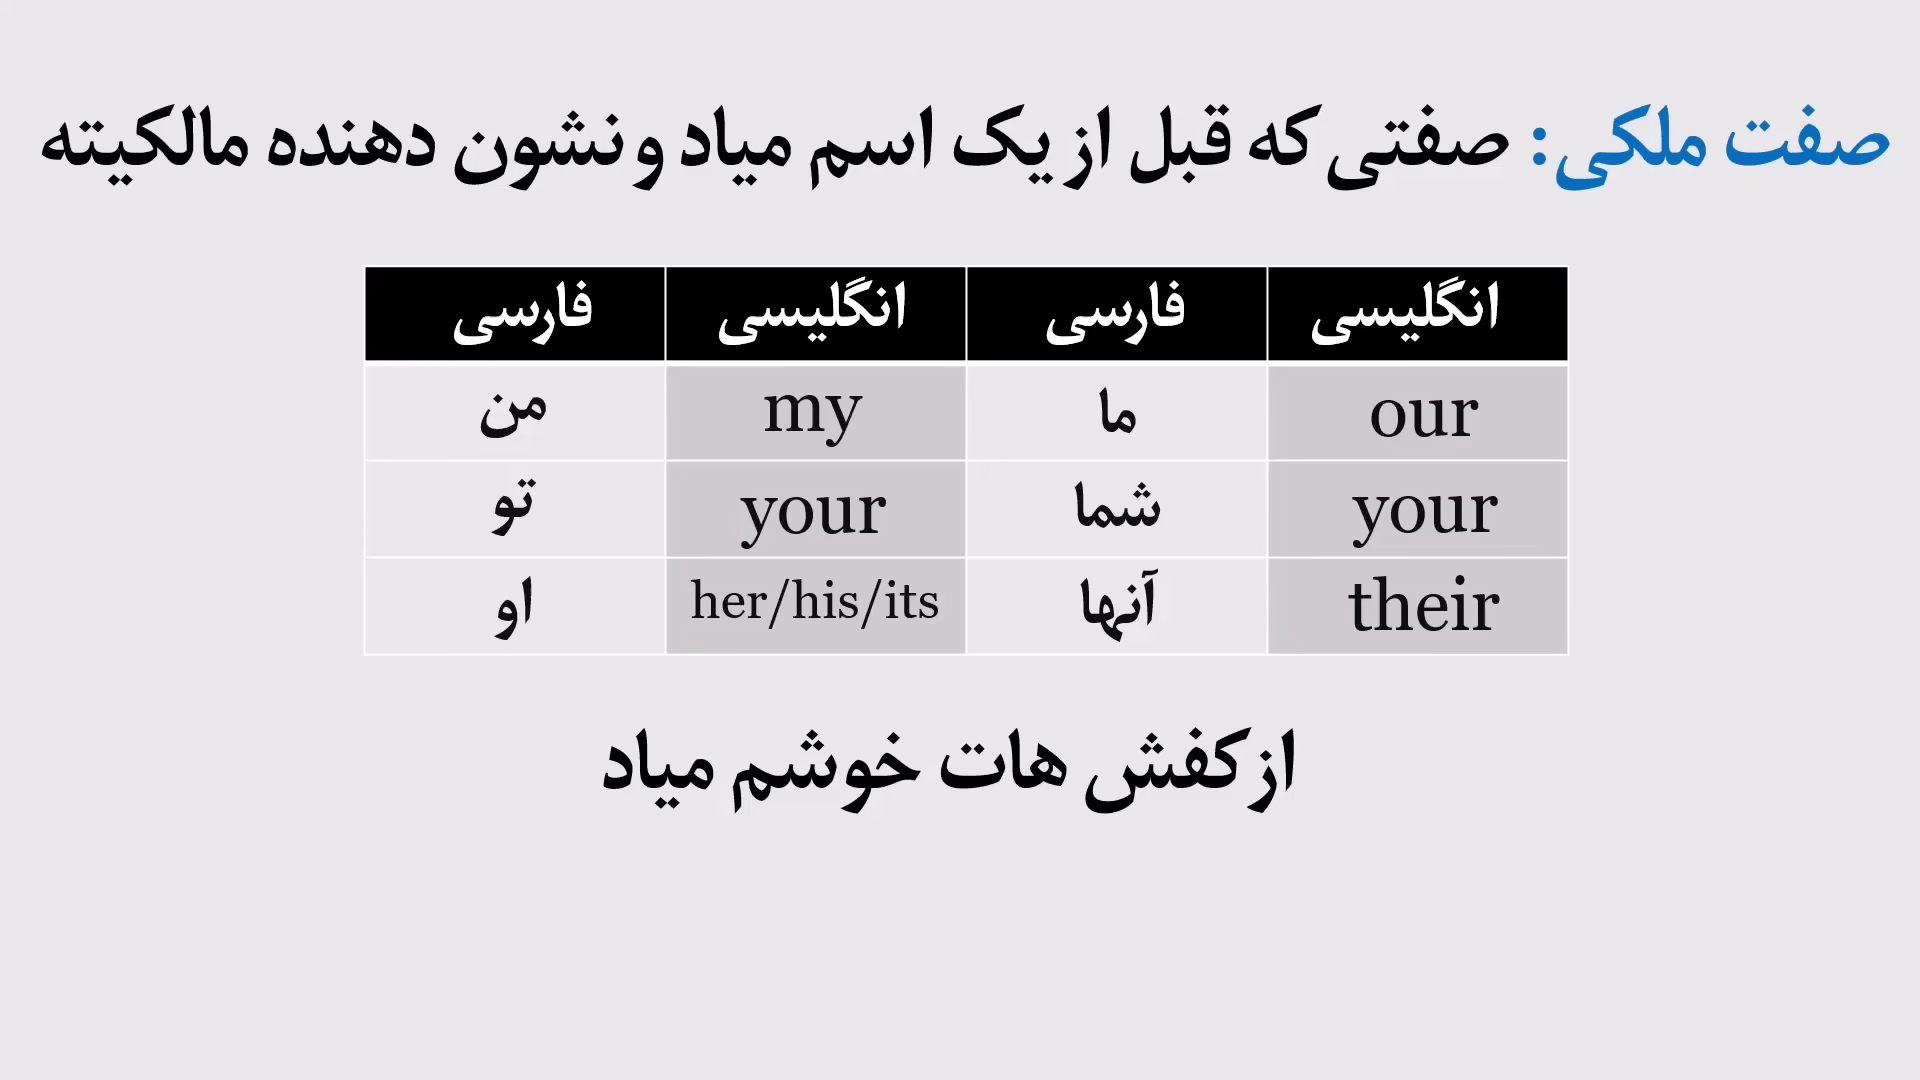 صفت ملکی: صفتی که قبل از یک اسم میاد و نشون دهنده مالکیته
فارسی انگلیسی فارسی انگلیسی
من my ما our
تو your شما your
او her/his/its آنها their
از کفش هات خوشم میاد